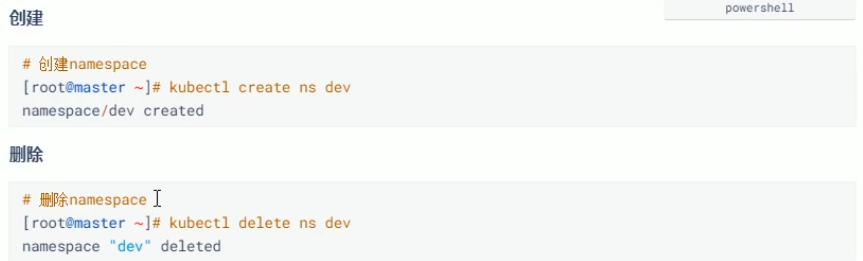 powershell
创建
# 创建namespace
[root@master ~]# kubectl create ns dev
namespace/dev created
删除
# 删除namespace
[root@master ~]# kubectl delete ns dev
namespace "dev" deleted